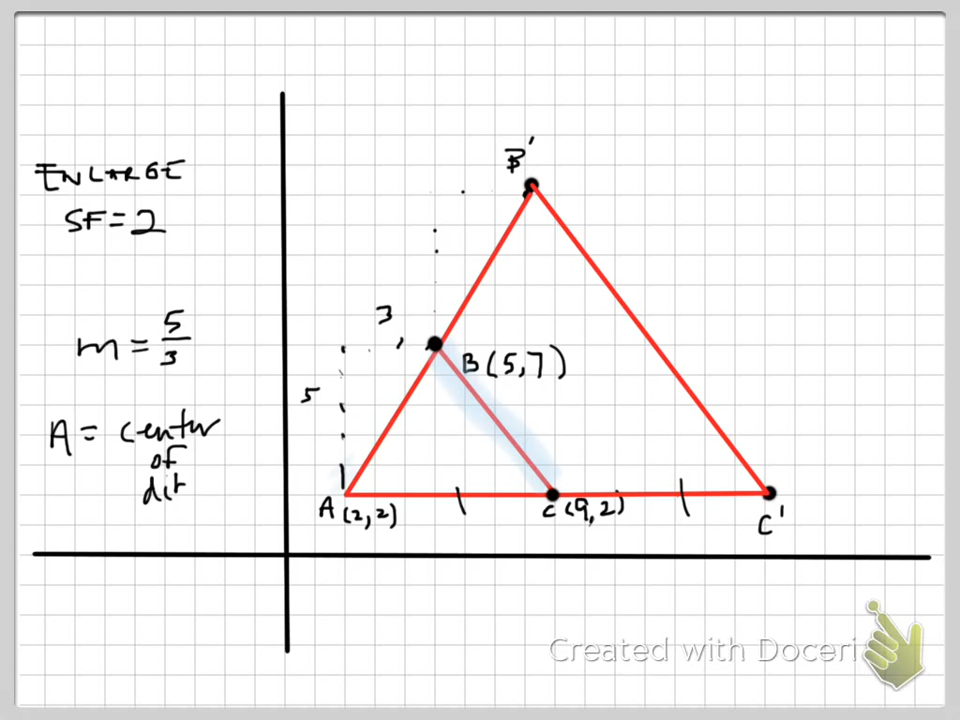 ENLARGE
SF=2
m = 5/3
A = center
of
dil
B'
3
5
B(5,7)
A(2,2)
C(9,2)
C'
Created with Doceri